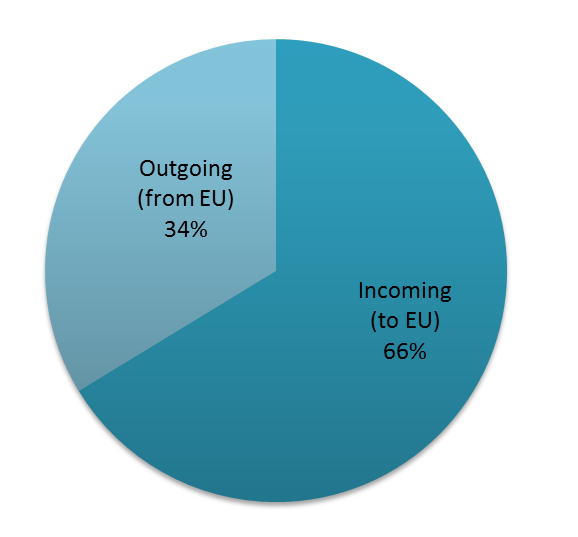 Outgoing
(from EU)
34%
Incoming
(to EU)
66%